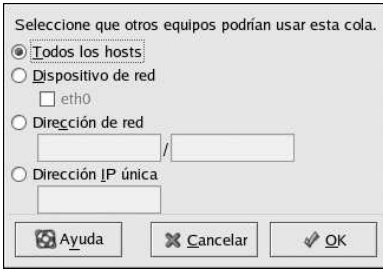 Seleccione que otros equipos podrían usar esta cola.
Todos los hosts
Dispositivo de red
eth0
Dirección de red
/
Dirección IP única
Ayuda Cancelar OK